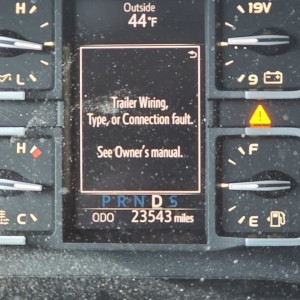 Outside
44°F
H
19V
L
9
Trailer Wiring,
Type, or Connection fault.
See Owner's manual.
H
F
C
E
P R N D S
ODO 23543 miles